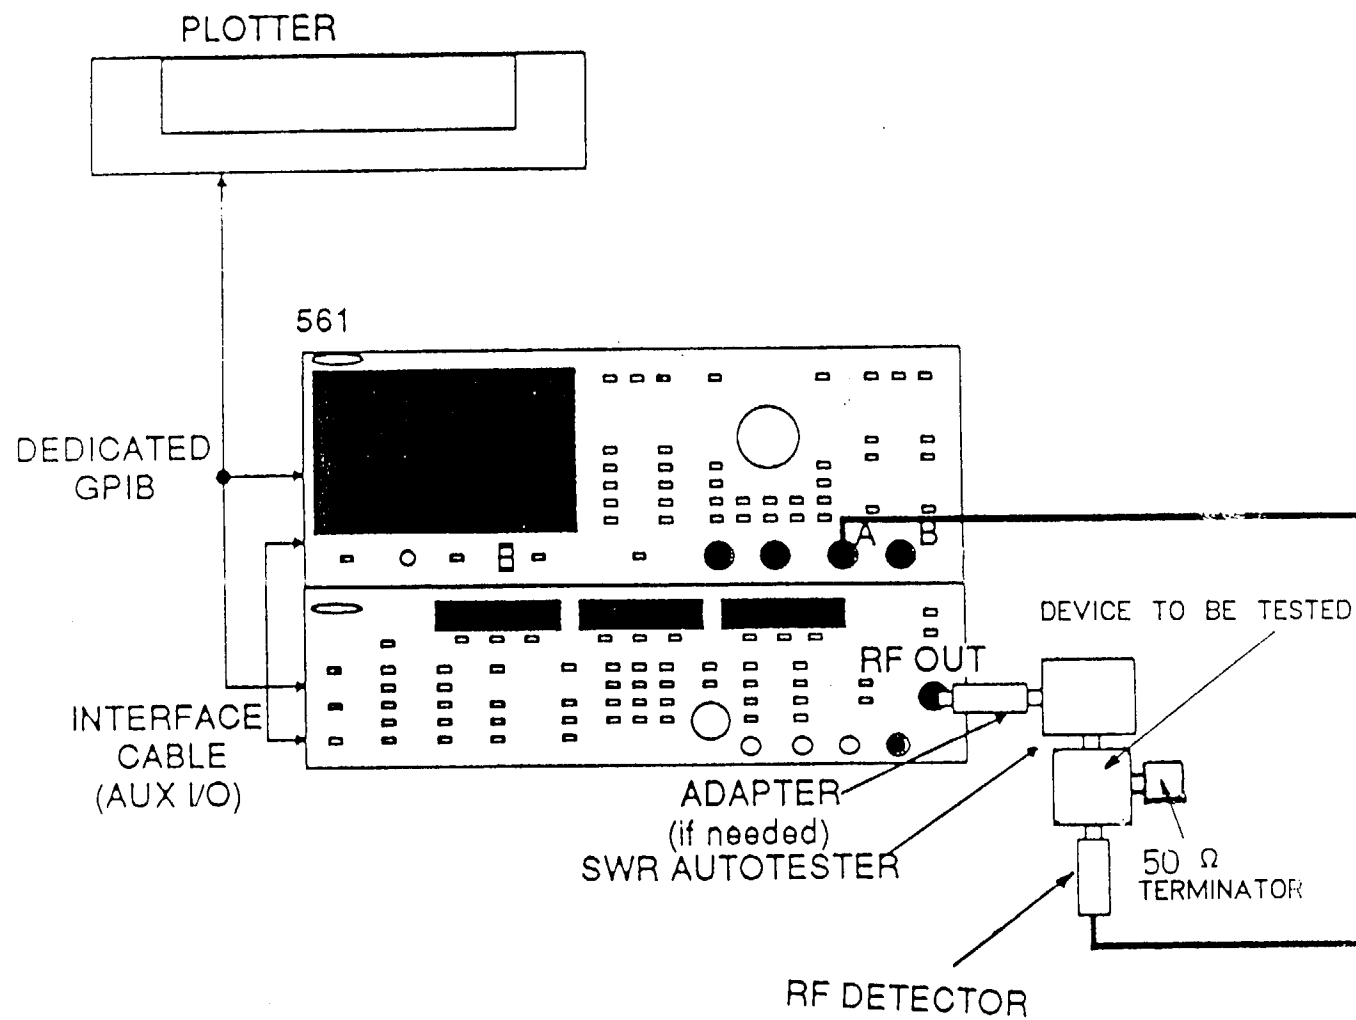 PLOTTER
561
DEDICATED
GPIB
A
B
DEVICE TO BE TESTED
RF OUT
INTERFACE
CABLE
(AUX I/O)
ADAPTER
(if needed)
SWR AUTOTESTER
50 Ω
TERMINATOR
RF DETECTOR